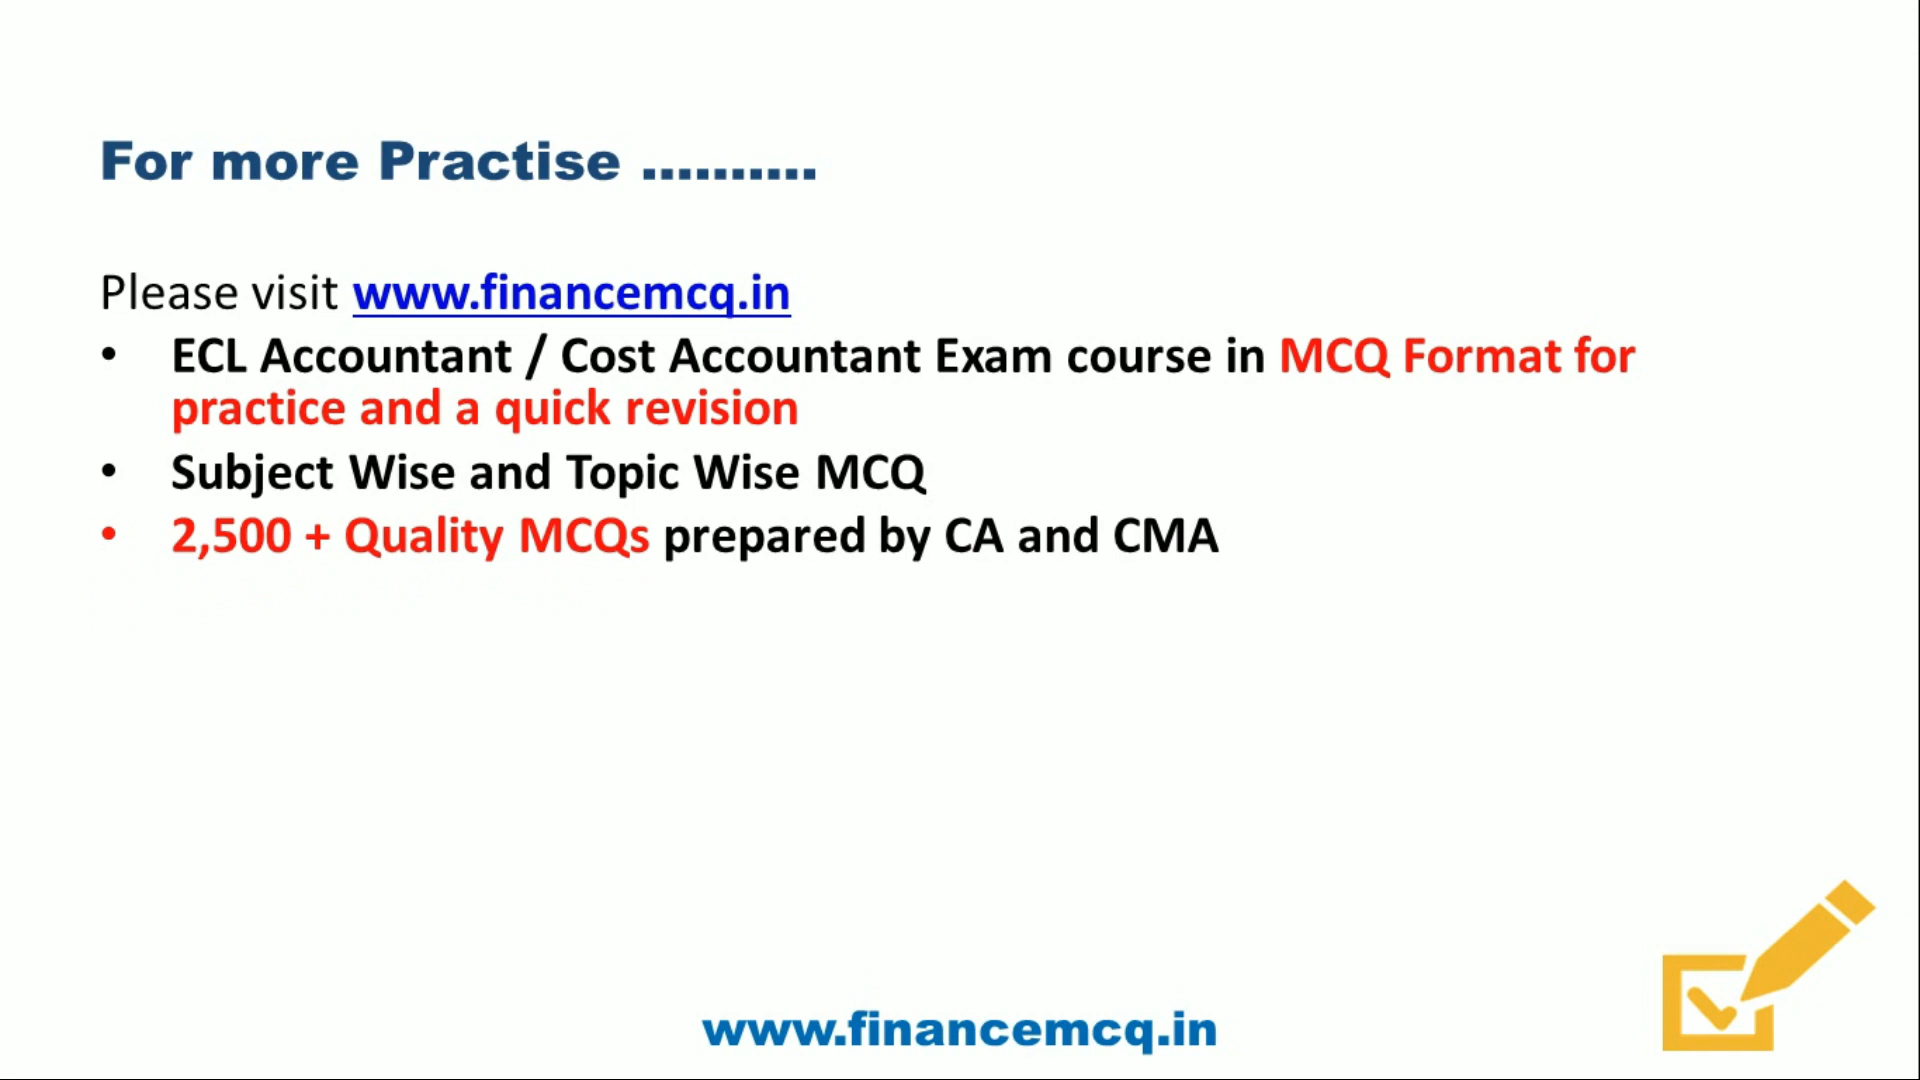 For more Practise ..........
Please visit www.financemcq.in
• ECL Accountant / Cost Accountant Exam course in MCQ Format for
practice and a quick revision
• Subject Wise and Topic Wise MCQ
• 2,500 + Quality MCQs prepared by CA and CMA
www.financemcq.in